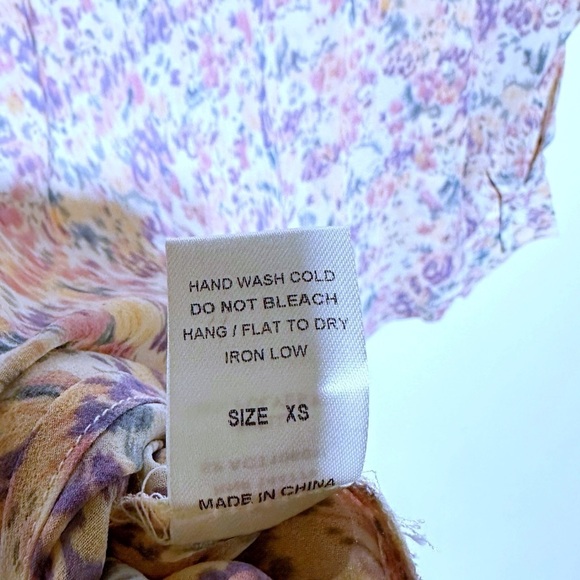 HAND WASH COLD
DO NOT BLEACH
HANG / FLAT TO DRY
IRON LOW
SIZE XS
MADE IN CHINA